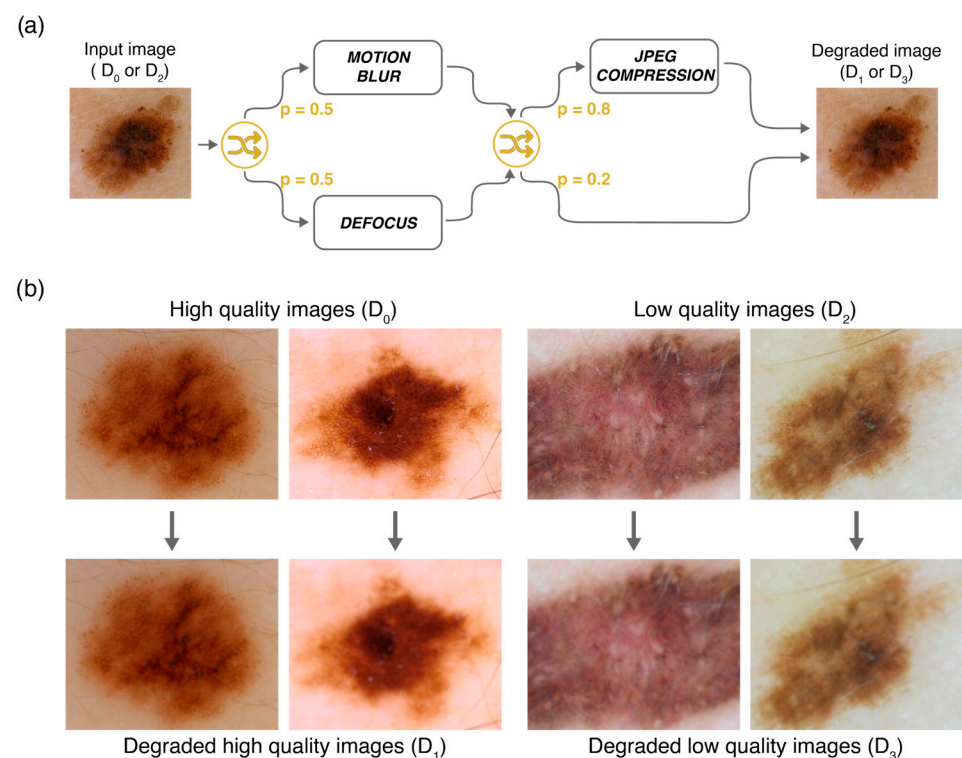 (a)
Input image
( D₀ or D₂)
MOTION
BLUR
p = 0.5
p = 0.5
DEFOCUS
JPEG
COMPRESSION
p = 0.8
p = 0.2
Degraded image
(D₁ or D₃)
(b)
High quality images (D₀)
Low quality images (D₂)
Degraded high quality images (D₁)
Degraded low quality images (D₃)